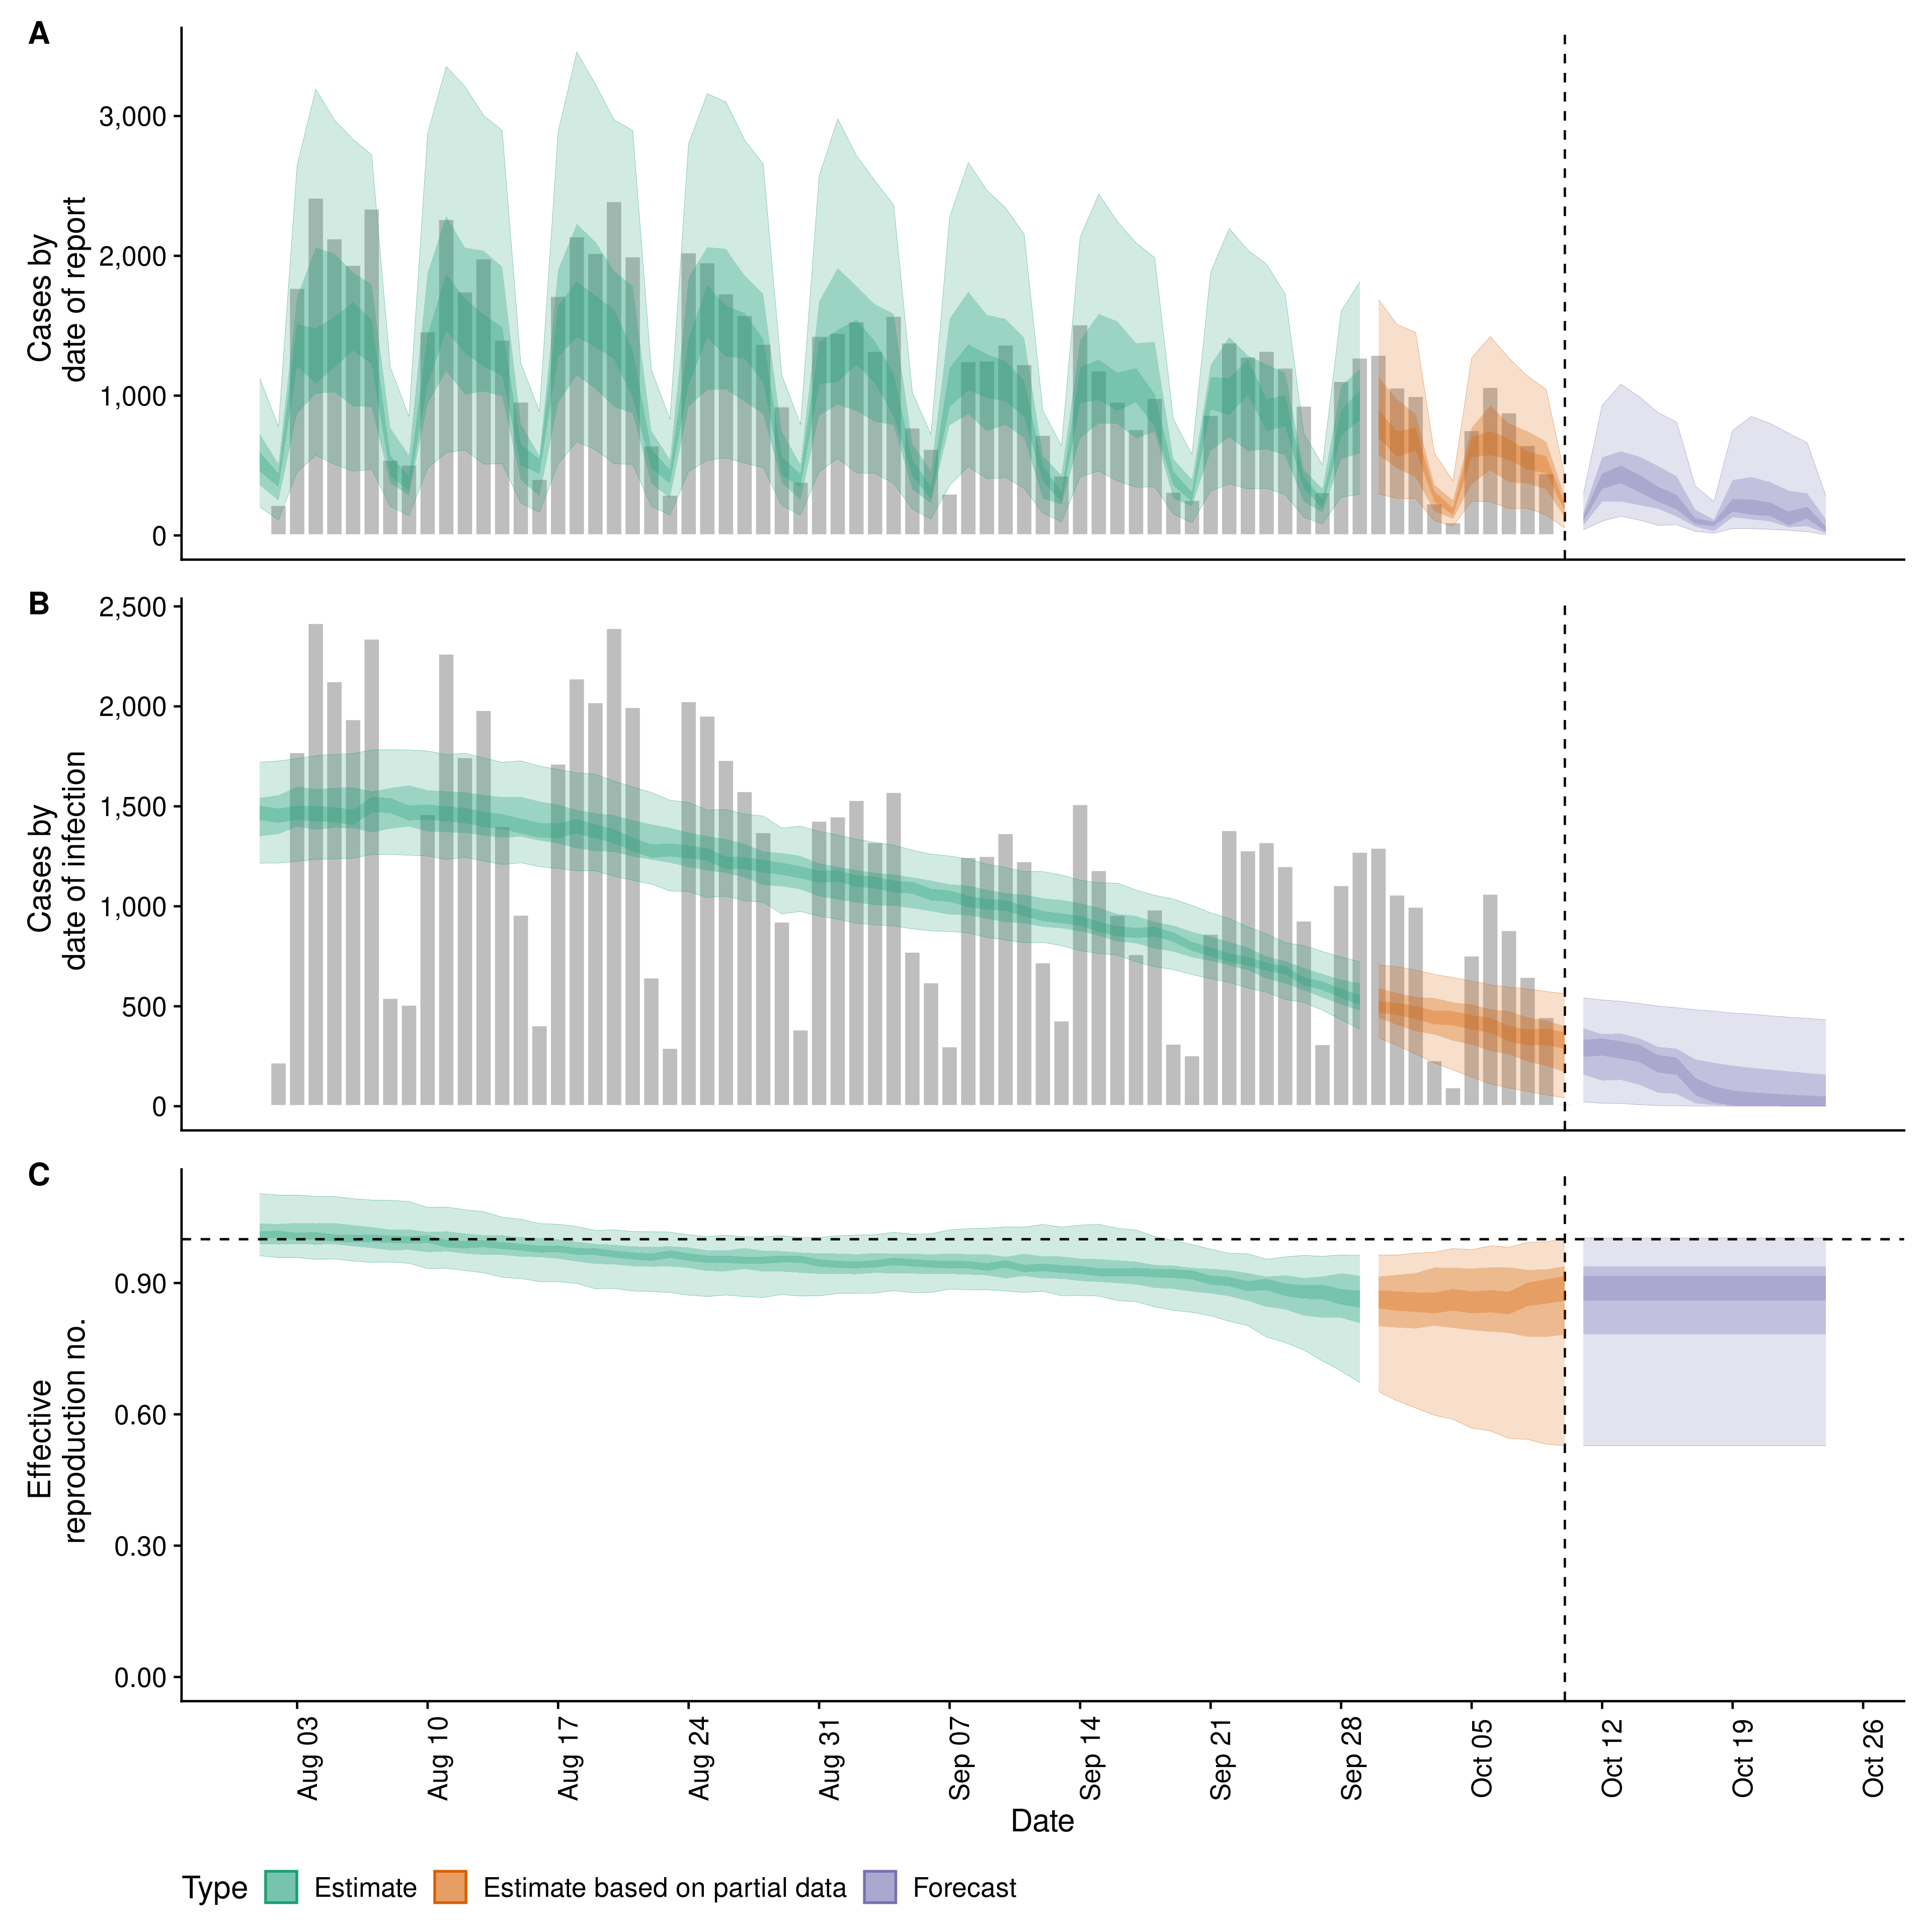 A
Cases by
date of report
3,000
2,000
1,000
0
B
Cases by
date of infection
2,500
2,000
1,500
1,000
500
0
C
Effective
reproduction no.
0.90
0.60
0.30
0.00
Aug 03
Aug 10
Aug 17
Aug 24
Aug 31
Sep 07
Sep 14
Sep 21
Sep 28
Oct 05
Oct 12
Oct 19
Oct 26
Date
Type
Estimate
Estimate based on partial data
Forecast